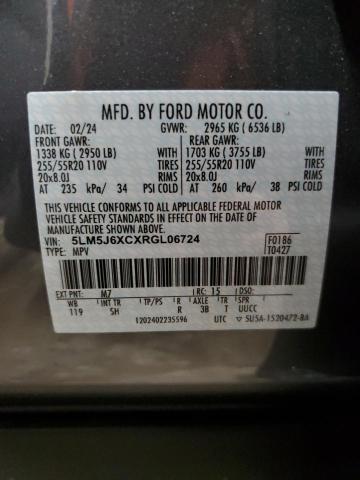 MFD. BY FORD MOTOR CO.
DATE: 02/24 GVWR: 2965 KG ( 6536 LB)
FRONT GAWR: REAR GAWR:
1338 KG ( 2950 LB) 1703 KG ( 3755 LB)
255/55R20 110V TIRES 255/55R20 110V TIRES
20x8.0J RIMS 20x8.0J RIMS
AT 235 kPa/ 34 PSI COLD AT 260 kPa/ 38 PSI COLD
THIS VEHICLE CONFORMS TO ALL APPLICABLE FEDERAL MOTOR
VEHICLE SAFETY AND THEFT PREVENTION STANDARDS IN EFFECT ON THE DATE OF
MANUFACTURE SHOWN ABOVE.
VIN: 5LM5J6XCXRGL06724 F0186
TYPE: MPV T0427
EXT PNT: M7 RC: 15 DSO:
WB INT TR TP/PS R AXLE TR SPR
119 SH R 3B T UUCC
1202402235596 UTC SU5A-1520472-BA